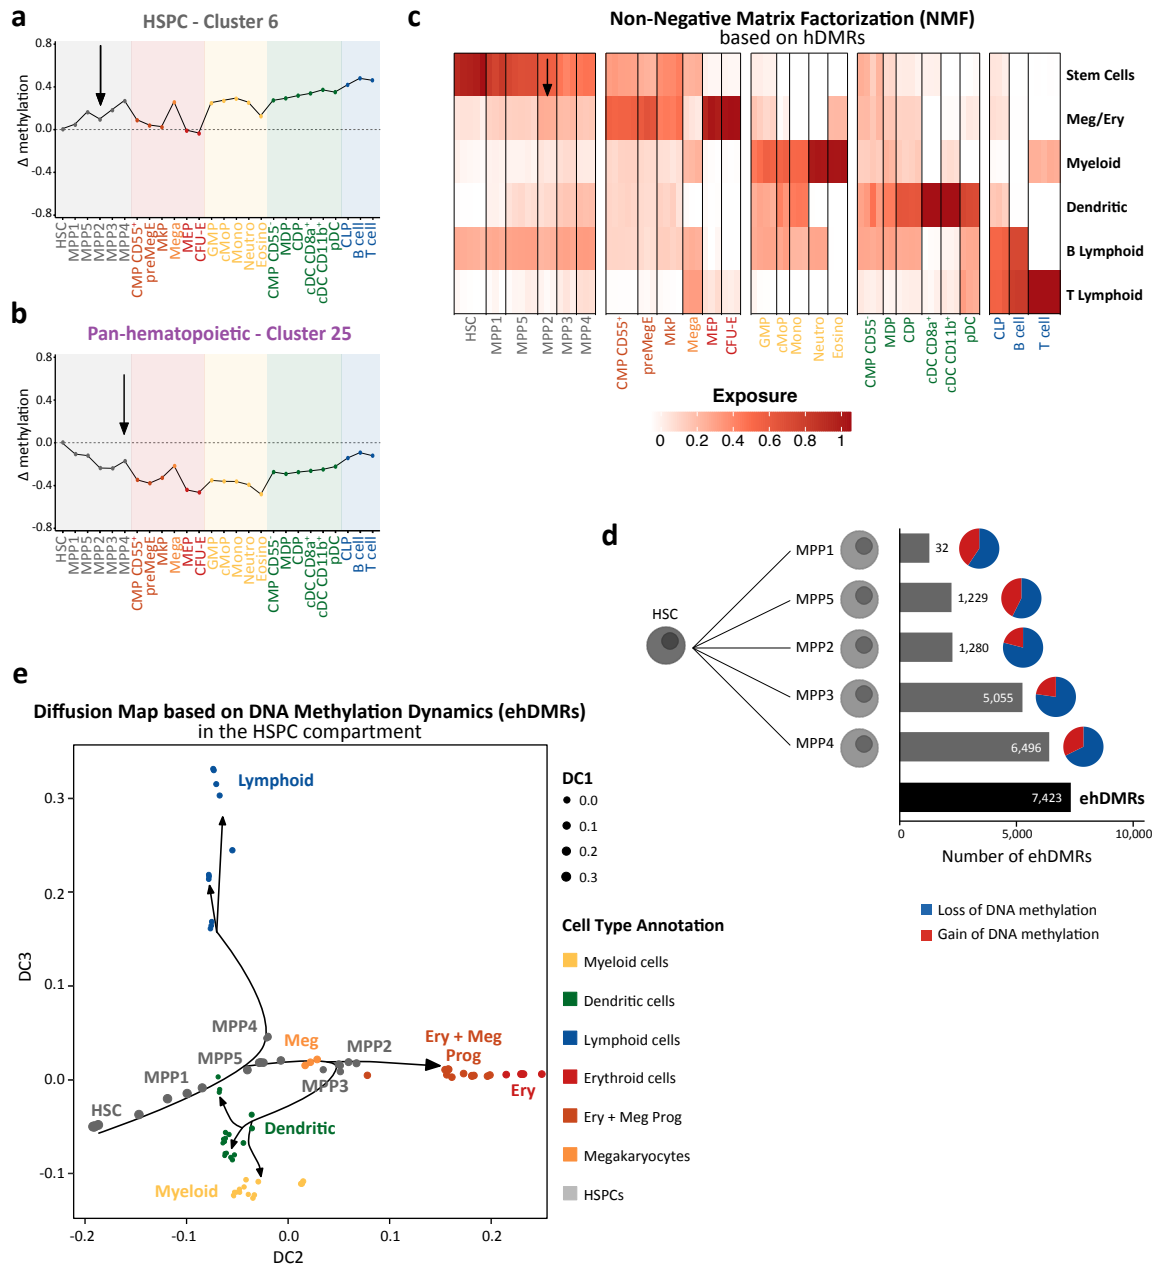 a
HSPC - Cluster 6
Δ methylation
0.8
0.4
0.0
-0.4
-0.8
HSC
MPP1
MPP5
MPP2
MPP3
MPP4
CMP CD55+
preMegE
MkP
Mega
MEP
CFU-E
GMP
cMoP
Mono
Neutro
Eosino
CMP CD55-
MDP
CDP
cDC CD8a+
cDC CD11b+
pDC
CLP
B cell
T cell
b
Pan-hematopoietic - Cluster 25
Δ methylation
0.8
0.4
0.0
-0.4
-0.8
HSC
MPP1
MPP5
MPP2
MPP3
MPP4
CMP CD55+
preMegE
MkP
Mega
MEP
CFU-E
GMP
cMoP
Mono
Neutro
Eosino
CMP CD55-
MDP
CDP
cDC CD8a+
cDC CD11b+
pDC
CLP
B cell
T cell
c
Non-Negative Matrix Factorization (NMF)
based on hDMRs
Stem Cells
Meg/Ery
Myeloid
Dendritic
B Lymphoid
T Lymphoid
HSC
MPP1
MPP5
MPP2
MPP3
MPP4
CMP CD55+
preMegE
MkP
Mega
MEP
CFU-E
GMP
cMoP
Mono
Neutro
Eosino
CMP CD55-
MDP
CDP
cDC CD8a+
cDC CD11b+
pDC
CLP
B cell
T cell
Exposure
0 0.2 0.4 0.6 0.8 1
d
HSC
MPP1
32
MPP5
1,229
MPP2
1,280
MPP3
5,055
MPP4
6,496
7,423
ehDMRs
0 5,000 10,000
Number of ehDMRs
Loss of DNA methylation
Gain of DNA methylation
e
Diffusion Map based on DNA Methylation Dynamics (ehDMRs)
in the HSPC compartment
DC3
0.3
0.2
0.1
0.0
-0.1
Lymphoid
MPP4
Meg
MPP2
Ery + Meg
Prog
MPP5
MPP1
MPP3
Ery
HSC
Dendritic
Myeloid
-0.2 -0.1 0.0 0.1 0.2
DC2
DC1
0.0
0.1
0.2
0.3
Cell Type Annotation
Myeloid cells
Dendritic cells
Lymphoid cells
Erythroid cells
Ery + Meg Prog
Megakaryocytes
HSPCs